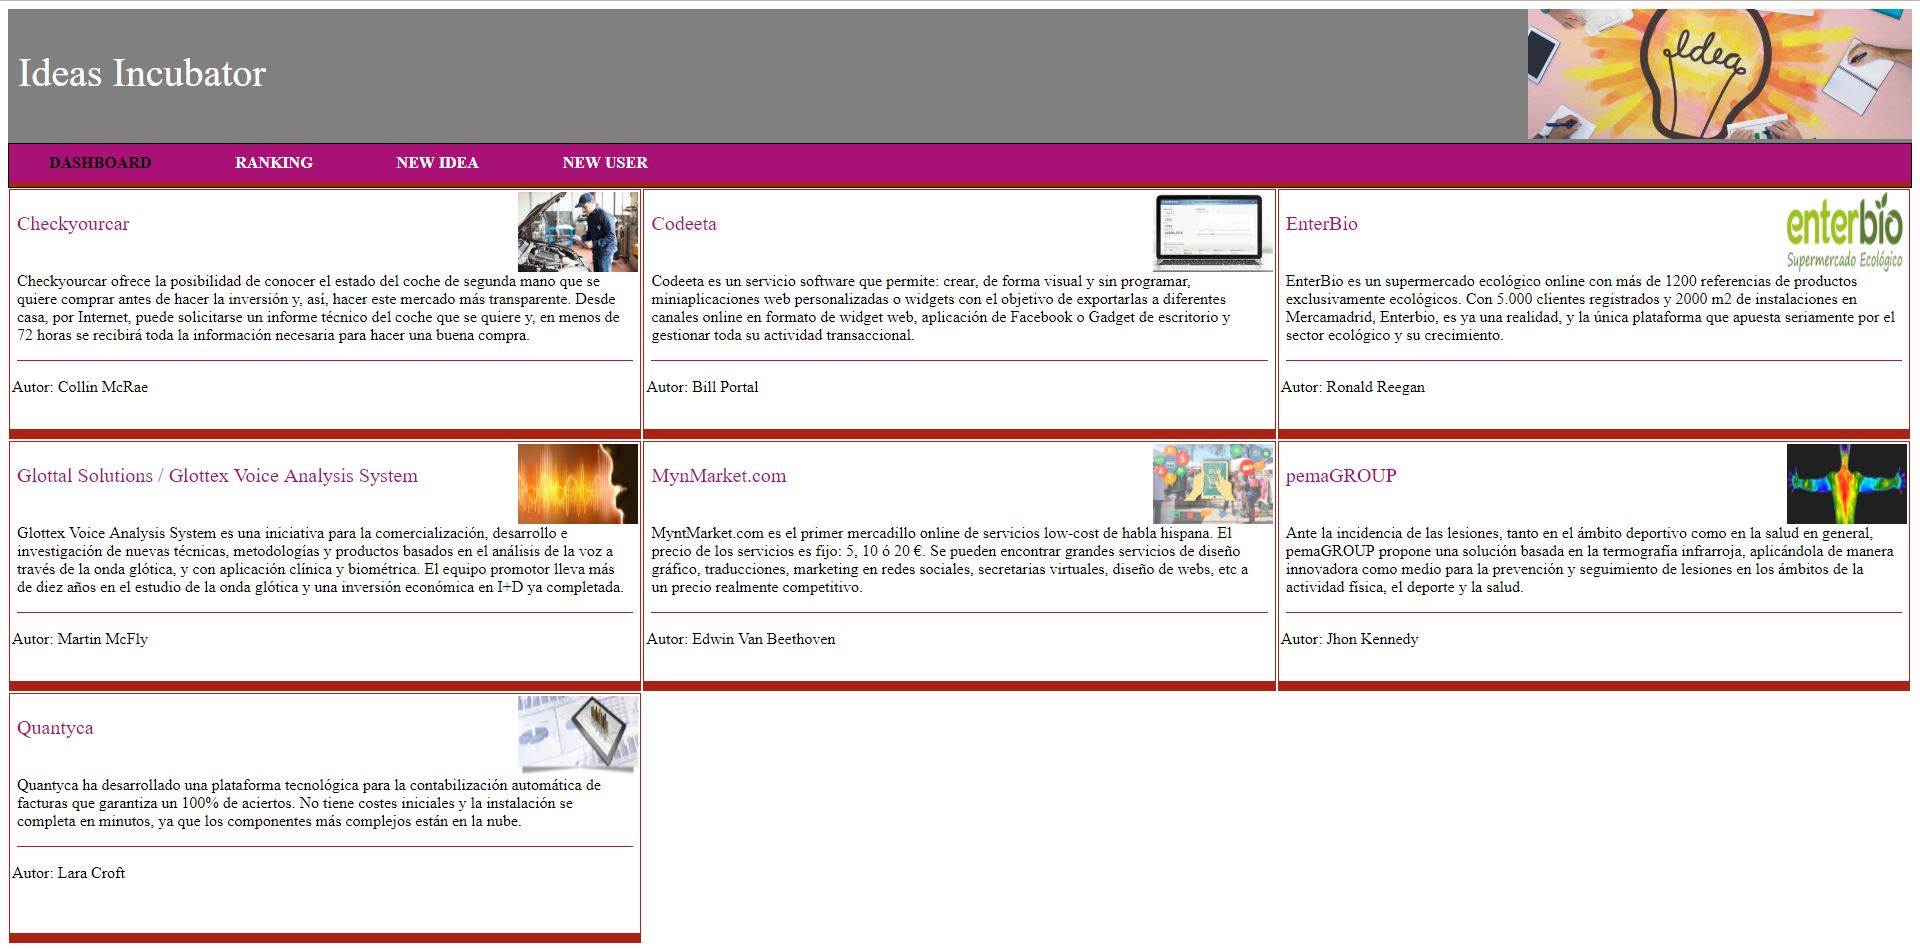 Ideas Incubator
Idea
DASHBOARD RANKING NEW IDEA NEW USER
Checkyourcar
Checkyourcar ofrece la posibilidad de conocer el estado del coche de segunda mano que se
quiere comprar antes de hacer la inversión y, así, hacer este mercado más transparente. Desde
casa, por Internet, puede solicitarse un informe técnico del coche que se quiere y, en menos de
72 horas se recibirá toda la información necesaria para hacer una buena compra.
Autor: Collin McRae
Codeeta
Codeeta es un servicio software que permite: crear, de forma visual y sin programar,
miniaplicaciones web personalizadas o widgets con el objetivo de exportarlas a diferentes
canales online en formato de widget web, aplicación de Facebook o Gadget de escritorio y
gestionar toda su actividad transaccional.
Autor: Bill Portal
EnterBio
enterbio
Supermercado Ecológico
EnterBio es un supermercado ecológico online con más de 1200 referencias de productos
exclusivamente ecológicos. Con 5.000 clientes registrados y 2000 m2 de instalaciones en
Mercamadrid, Enterbio, es ya una realidad, y la única plataforma que apuesta seriamente por el
sector ecológico y su crecimiento.
Autor: Ronald Reegan
Glottal Solutions / Glottex Voice Analysis System
Glottex Voice Analysis System es una iniciativa para la comercialización, desarrollo e
investigación de nuevas técnicas, metodologías y productos basados en el análisis de la voz a
través de la onda glótica, y con aplicación clínica y biométrica. El equipo promotor lleva más
de diez años en el estudio de la onda glótica y una inversión económica en I+D ya completada.
Autor: Martin McFly
MynMarket.com
BUY
MyntMarket.com es el primer mercadillo online de servicios low-cost de habla hispana. El
precio de los servicios es fijo: 5, 10 ó 20 €. Se pueden encontrar grandes servicios de diseño
gráfico, traducciones, marketing en redes sociales, secretarias virtuales, diseño de webs, etc a
un precio realmente competitivo.
Autor: Edwin Van Beethoven
pemaGROUP
Ante la incidencia de las lesiones, tanto en el ámbito deportivo como en la salud en general,
pemaGROUP propone una solución basada en la termografía infrarroja, aplicándola de manera
innovadora como medio para la prevención y seguimiento de lesiones en los ámbitos de la
actividad física, el deporte y la salud.
Autor: Jhon Kennedy
Quantyca
Quantyca ha desarrollado una plataforma tecnológica para la contabilización automática de
facturas que garantiza un 100% de aciertos. No tiene costes iniciales y la instalación se
completa en minutos, ya que los componentes más complejos están en la nube.
Autor: Lara Croft